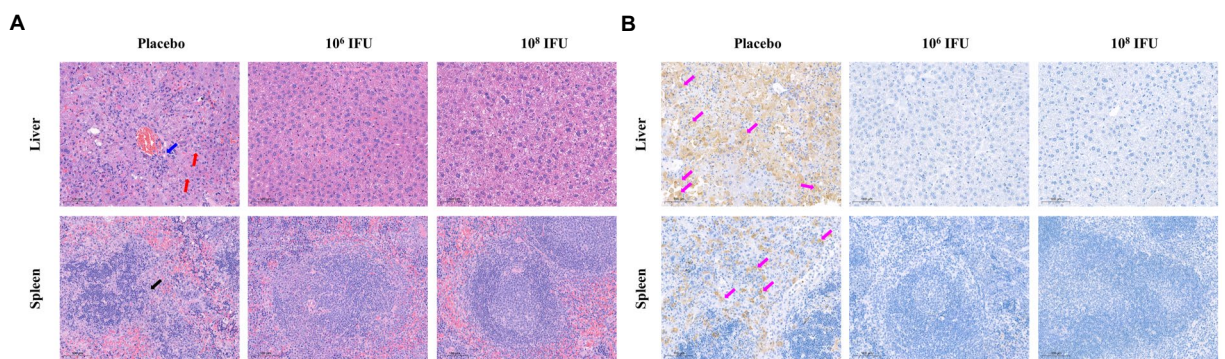 A
B
Placebo
10⁶ IFU
10⁸ IFU
Placebo
10⁶ IFU
10⁸ IFU
Liver
Liver
Spleen
Spleen